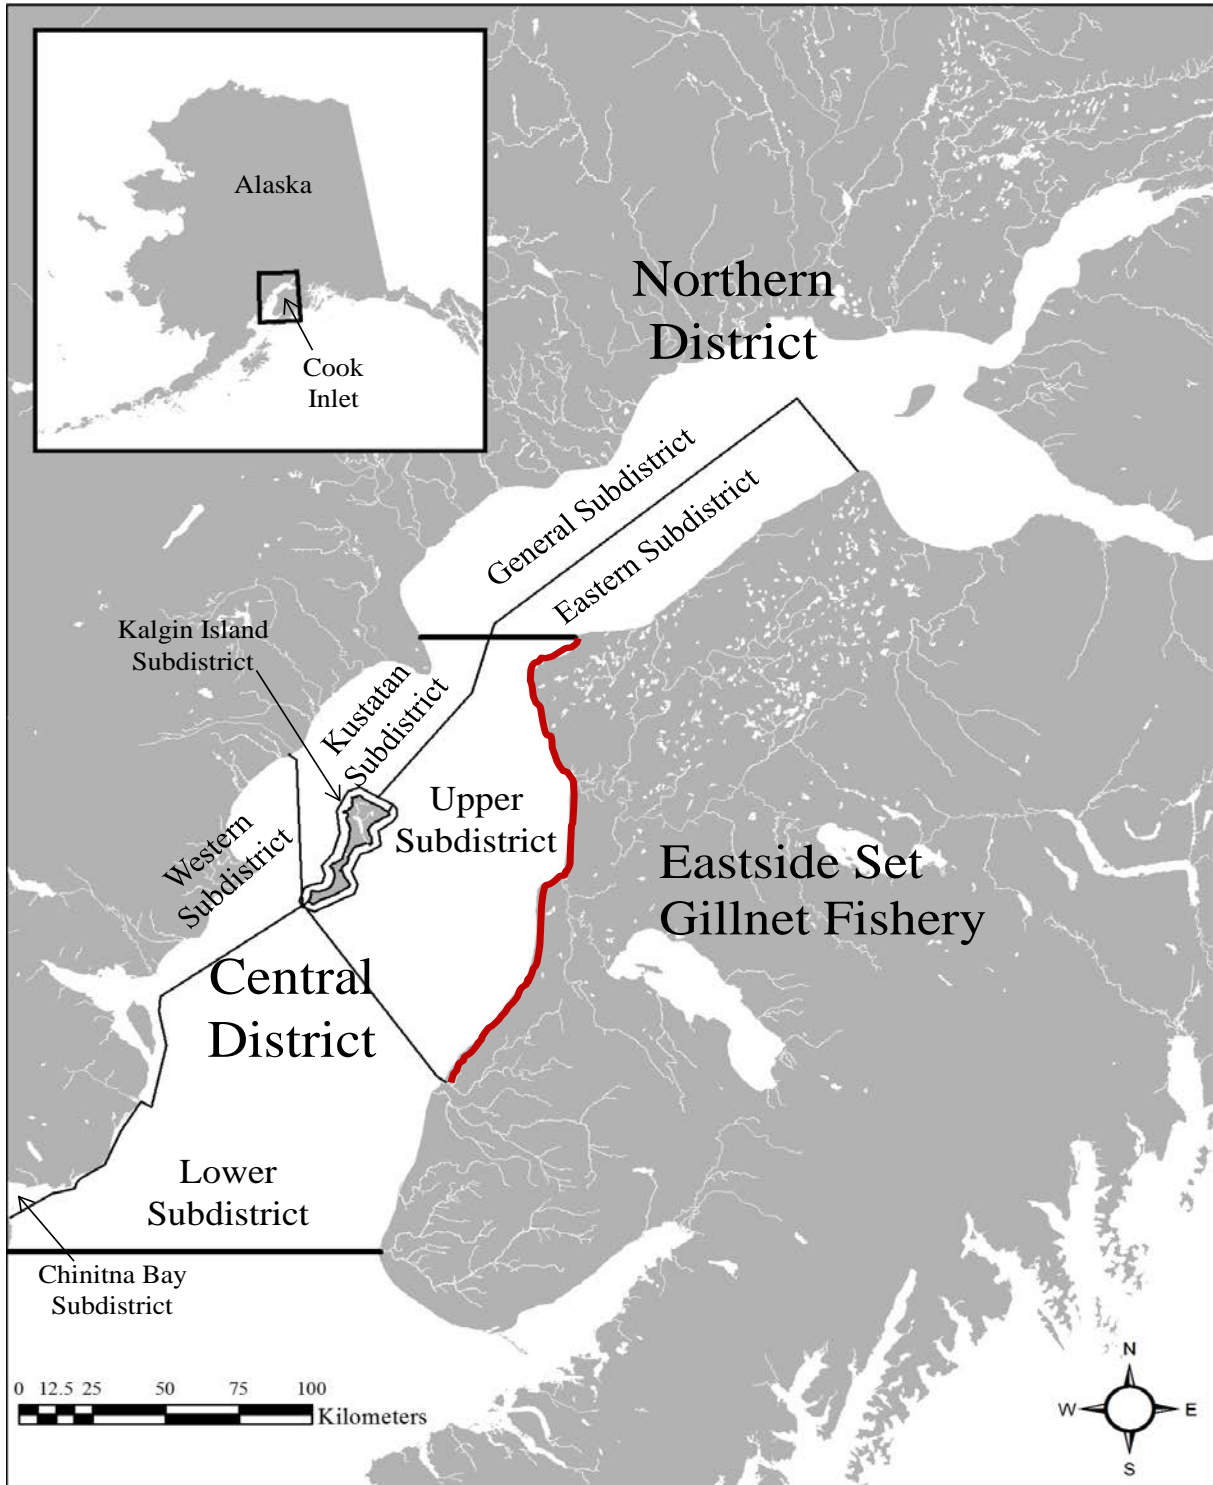 Alaska
Cook
Inlet
Northern
District
General Subdistrict
Eastern Subdistrict
Kalgin Island
Subdistrict
Kustatan
Subdistrict
Upper
Subdistrict
Western
Subdistrict
Eastside Set
Gillnet Fishery
Central
District
Lower
Subdistrict
Chinitna Bay
Subdistrict
0 12.5 25 50 75 100
Kilometers
N
W E
S